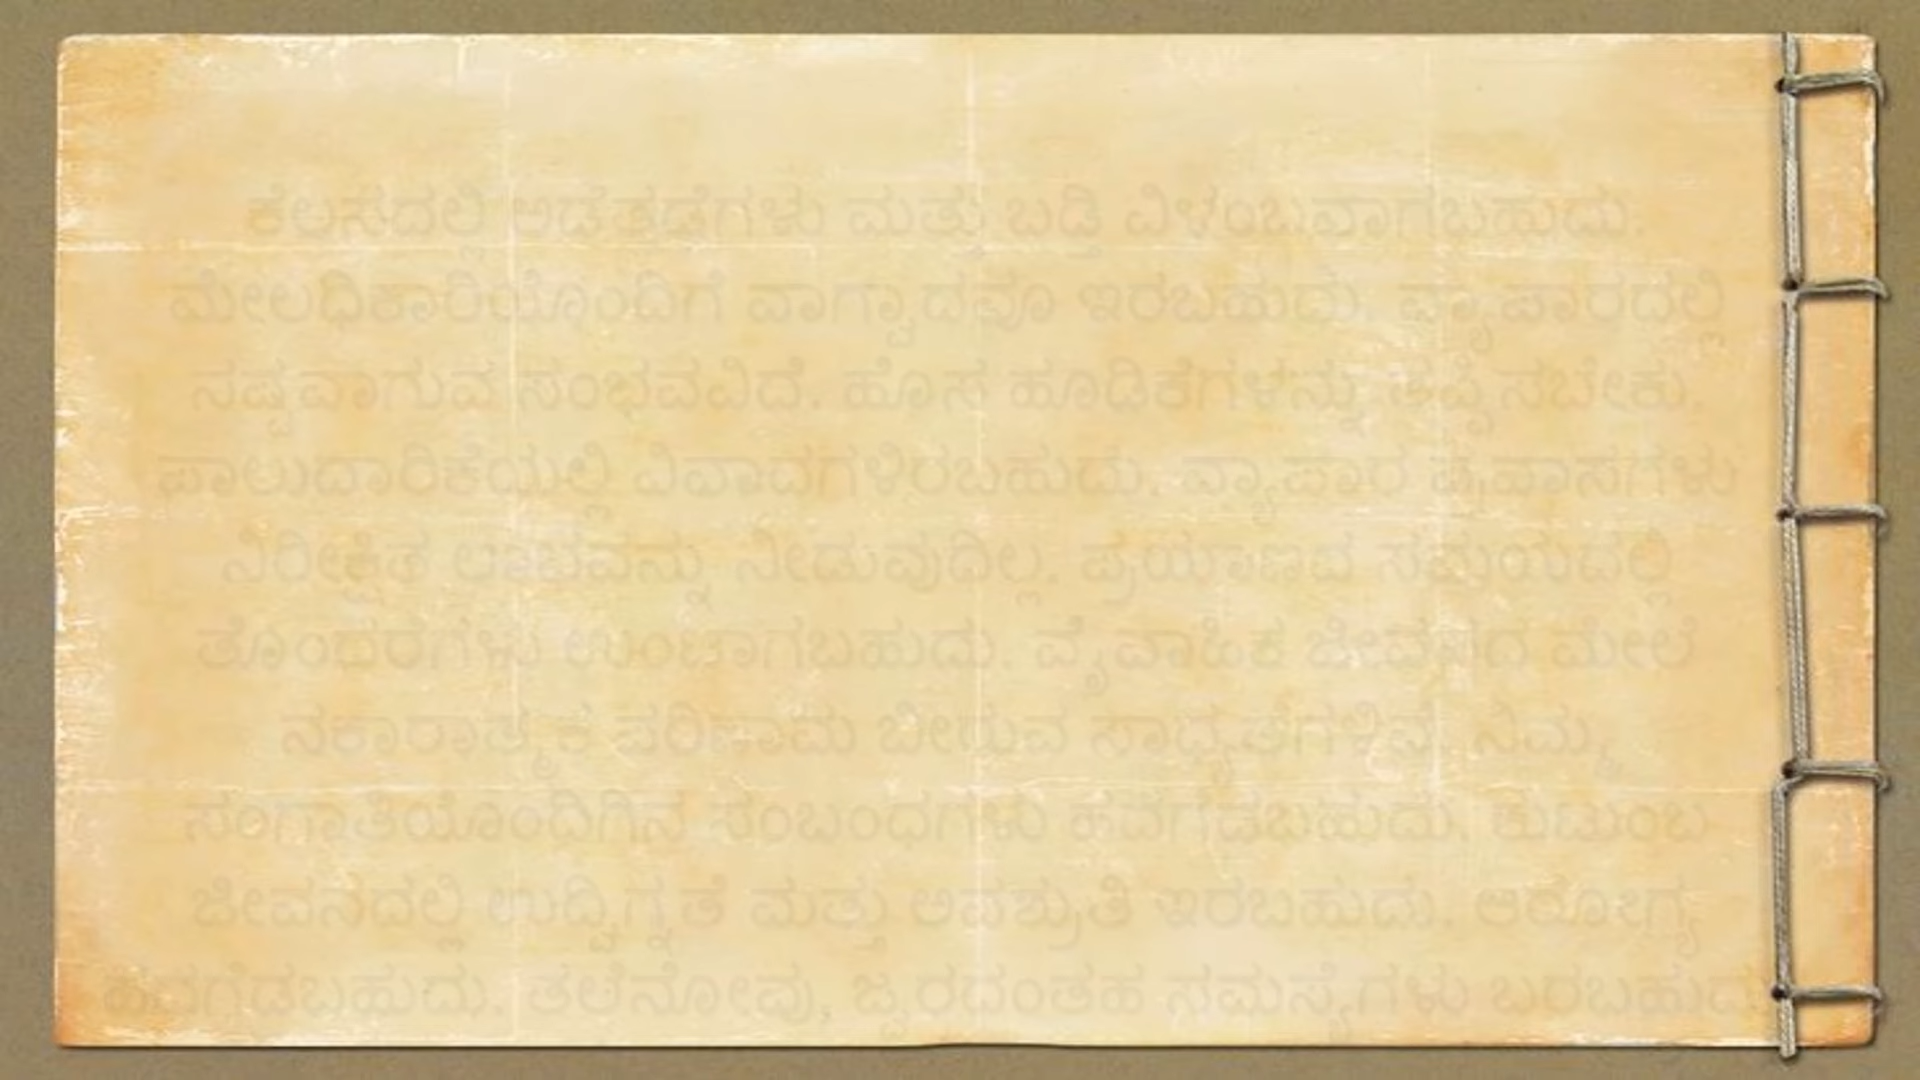 ಕೆಲಸದಲ್ಲಿ ಅಡೆತಡೆಗಳು ಮತ್ತು ಬಡ್ತಿ ವಿಳಂಬವಾಗಬಹುದು.
ಮೇಲಧಿಕಾರಿಯೊಂದಿಗೆ ವಾಗ್ವಾದವೂ ಇರಬಹುದು. ವ್ಯಾಪಾರದಲ್ಲಿ
ನಷ್ಟವಾಗುವ ಸಂಭವವಿದೆ. ಹೊಸ ಹೂಡಿಕೆಗಳನ್ನು ತಪ್ಪಿಸಬೇಕು.
ಪಾಲುದಾರಿಕೆಯಲ್ಲಿ ವಿವಾದಗಳಿರಬಹುದು. ವ್ಯಾಪಾರ ಪ್ರವಾಸಗಳು
ನಿರೀಕ್ಷಿತ ಲಾಭವನ್ನು ನೀಡುವುದಿಲ್ಲ. ಪ್ರಯಾಣದ ಸಮಯದಲ್ಲಿ
ತೊಂದರೆಗಳು ಉಂಟಾಗಬಹುದು. ವೈವಾಹಿಕ ಜೀವನದ ಮೇಲೆ
ನಕಾರಾತ್ಮಕ ಪರಿಣಾಮ ಬೀರುವ ಸಾಧ್ಯತೆಗಳಿವೆ. ನಿಮ್ಮ
ಸಂಗಾತಿಯೊಂದಿಗಿನ ಸಂಬಂಧಗಳು ಹದಗೆಡಬಹುದು. ಕುಟುಂಬ
ಜೀವನದಲ್ಲಿ ಉದ್ವಿಗ್ನತೆ ಮತ್ತು ಅಪಶ್ರುತಿ ಇರಬಹುದು. ಆರೋಗ್ಯ
ಹದಗೆಡಬಹುದು. ತಲೆನೋವು, ಜ್ವರದಂತಹ ಸಮಸ್ಯೆಗಳು ಬರಬಹುದು